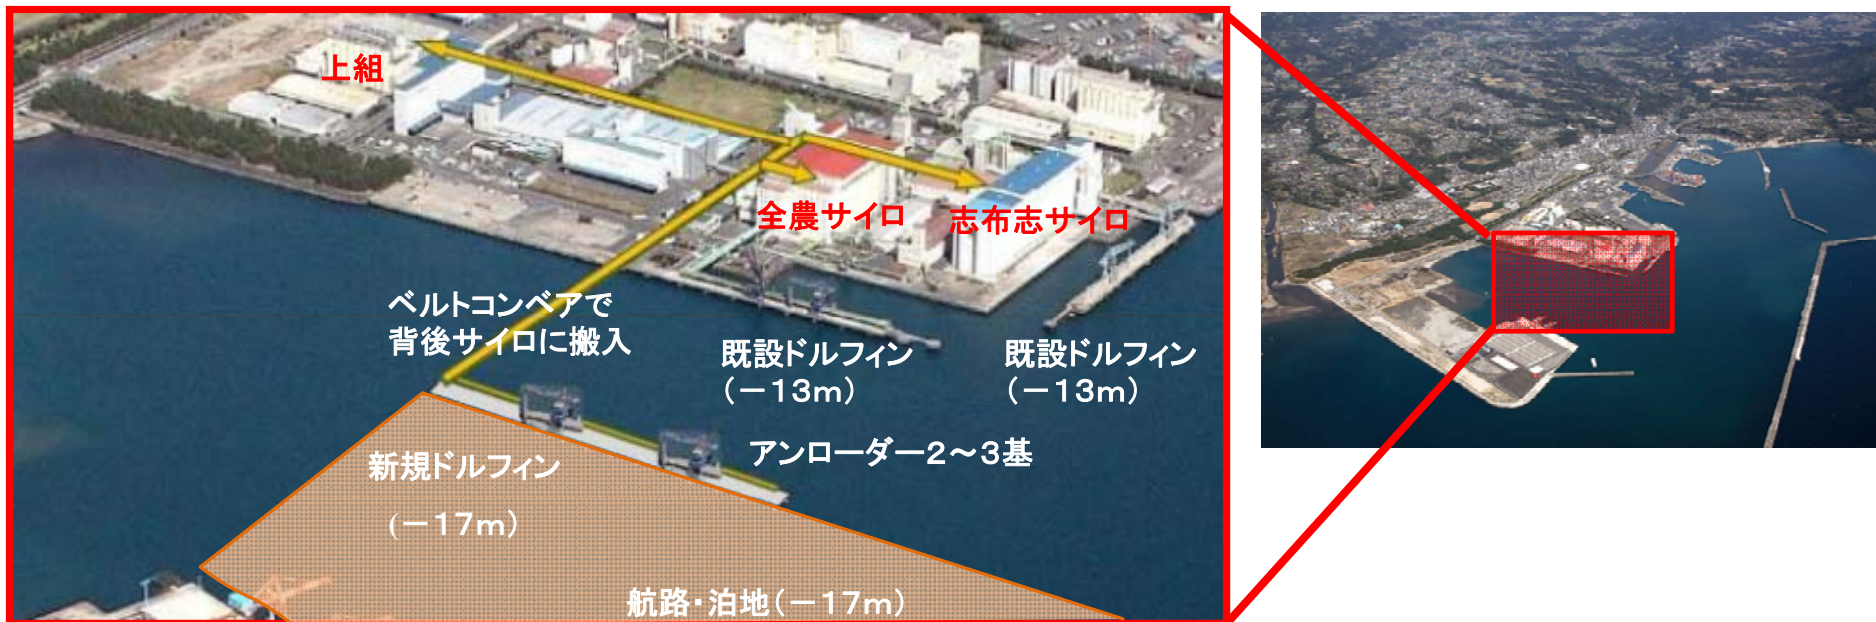 上組
全農サイロ
志布志サイロ
ベルトコンベアで
背後サイロに搬入
既設ドルフィン
（－13m）
既設ドルフィン
（－13m）
アンローダー2～3基
新規ドルフィン
(－17m）
航路・泊地（－17m）